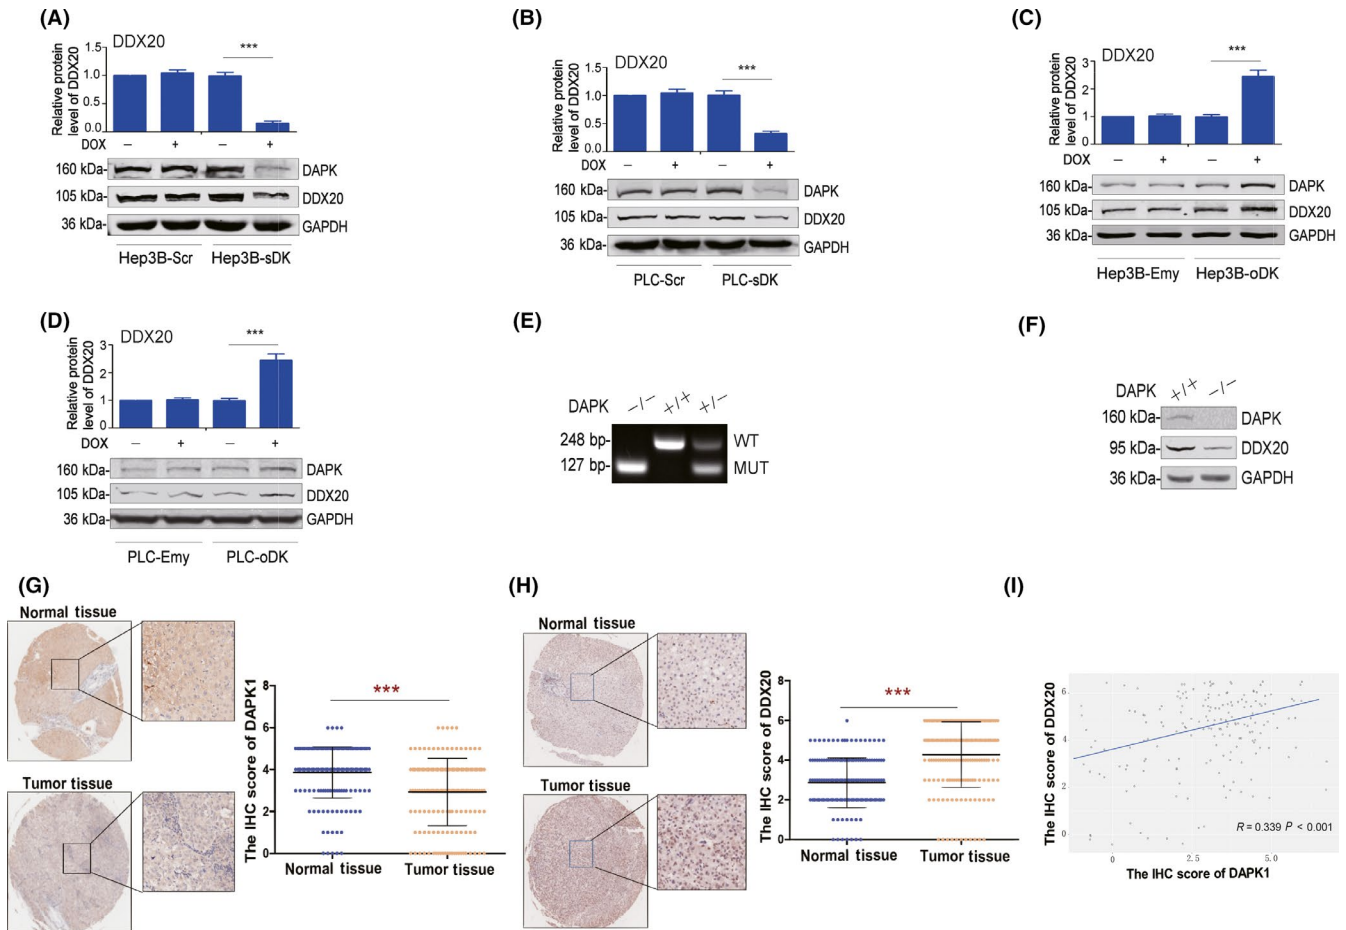 (A)
DDX20
***
Relative protein
level of DDX20
1.5
1.0
0.5
0.0
DOX − + − +
160 kDa- DAPK
105 kDa- DDX20
36 kDa- GAPDH
Hep3B-Scr Hep3B-sDK
(B)
DDX20
***
Relative protein
level of DDX20
1.5
1.0
0.5
0.0
DOX − + − +
160 kDa- DAPK
105 kDa- DDX20
36 kDa- GAPDH
PLC-Scr PLC-sDK
(C)
DDX20
***
Relative protein
level of DDX20
3
2
1
0
DOX − + − +
160 kDa- DAPK
105 kDa- DDX20
36 kDa- GAPDH
Hep3B-Emy Hep3B-oDK
(D)
DDX20
***
Relative protein
level of DDX20
3
2
1
0
DOX − + − +
160 kDa- DAPK
105 kDa- DDX20
36 kDa- GAPDH
PLC-Emy PLC-oDK
(E)
DAPK −/− +/+ +/−
248 bp- WT
127 bp- MUT
(F)
DAPK +/+ −/−
160 kDa- DAPK
95 kDa- DDX20
36 kDa- GAPDH
(G)
Normal tissue
Tumor tissue
The IHC score of DAPK1
8
6
4
2
0
***
Normal tissue Tumor tissue
(H)
Normal tissue
Tumor tissue
The IHC score of DDX20
8
6
4
2
0
***
Normal tissue Tumor tissue
(I)
The IHC score of DDX20
6
4
2
0
R = 0.339 P < 0.001
0 2.5 5.0
The IHC score of DAPK1